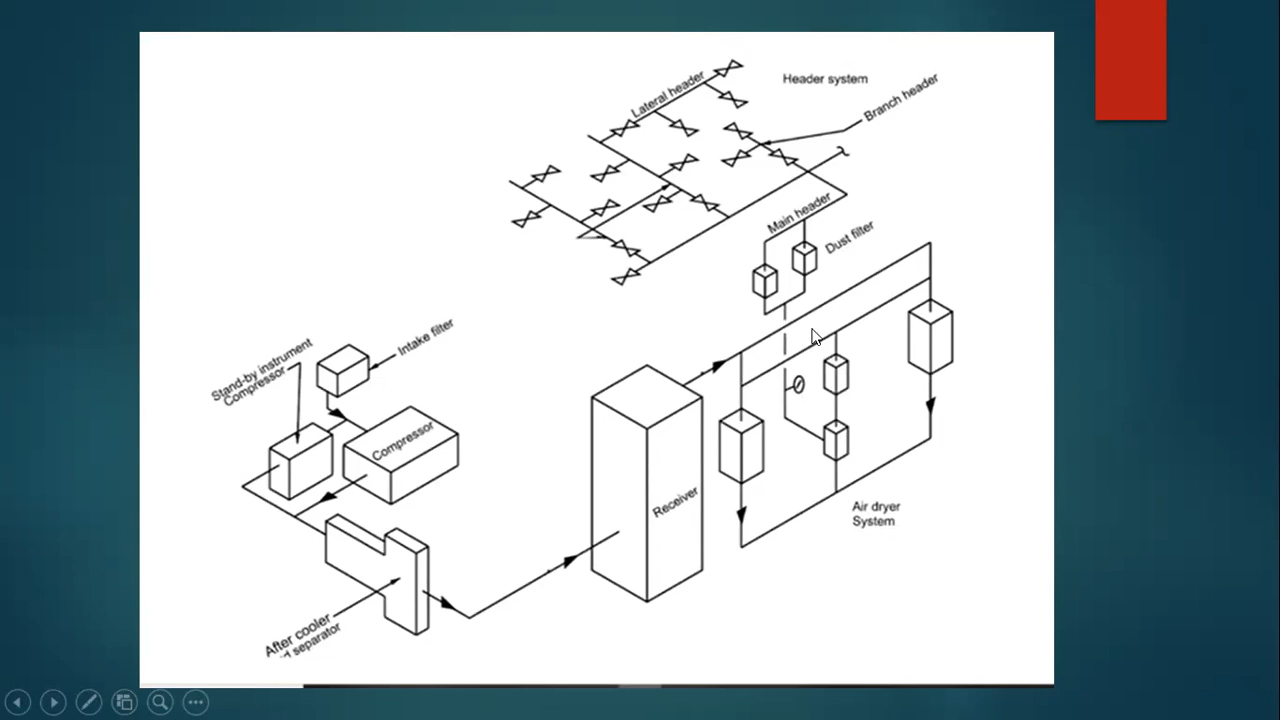 Header system
Lateral header
Branch header
Main header
Dust filter
Intake filter
Stand-by instrument
Compressor
Compressor
Receiver
Air dryer
System
After cooler
separator